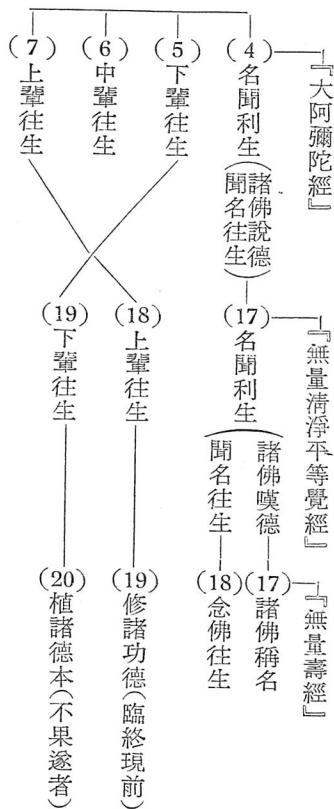 『大阿彌陀經』
(4)名聞利生(諸佛說德 聞名往生)
(5)下輩往生
(6)中輩往生
(7)上輩往生
『無量清淨平等覺經』
(17)名聞利生(諸佛嘆德 聞名往生
(18)上輩往生
(19)下輩往生
『無量壽經』
(17)諸佛稱名
(18)念佛往生
(19)修諸功德(臨終現前)
(20)植諸德本(不果遂者)